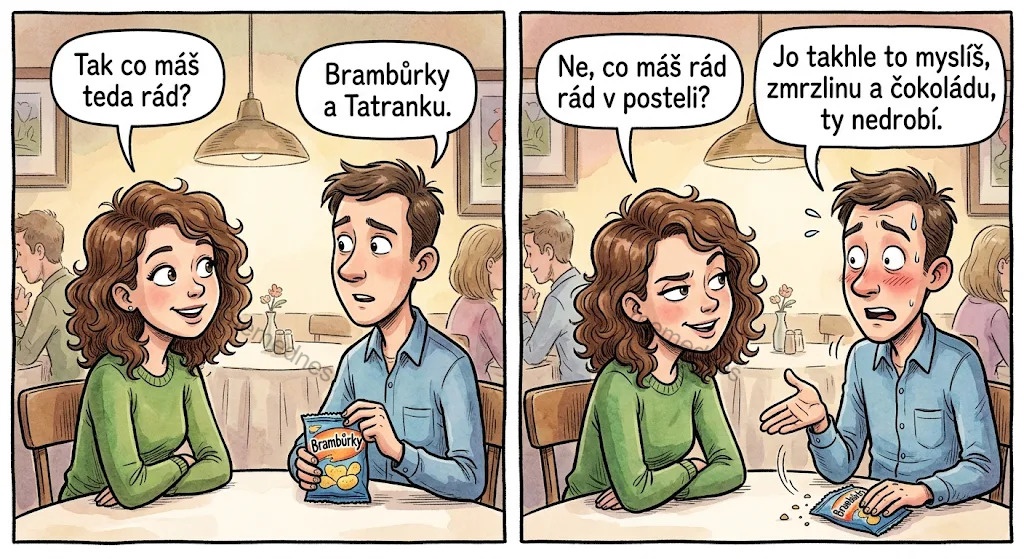 Tak co máš
teda rád?
Brambůrky
a Tatranku.
Brambůrky
Ne, co máš rád
rád v posteli?
Jo takhle to myslíš,
zmrzlinu a čokoládu,
ty nedrobí.